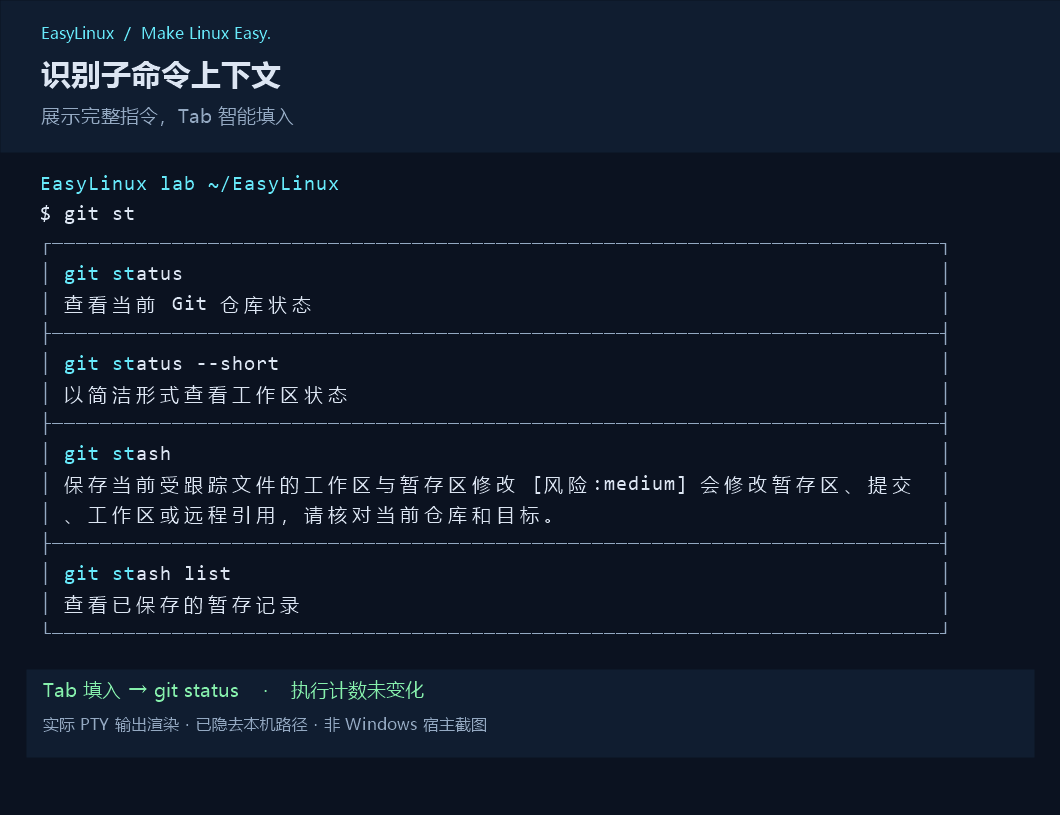 EasyLinux / Make Linux Easy.
识别子命令上下文
展示完整指令，Tab 智能填入
EasyLinux lab ~/EasyLinux
$ git st
git status
查看当前 Git 仓库状态
git status --short
以简洁形式查看工作区状态
git stash
保存当前受跟踪文件的工作区与暂存区修改 [风险:medium] 会修改暂存区、提交
、工作区或远程引用，请核对当前仓库和目标。
git stash list
查看已保存的暂存记录
Tab 填入 → git status · 执行计数未变化
实际 PTY 输出渲染 · 已隐去本机路径 · 非 Windows 宿主截图